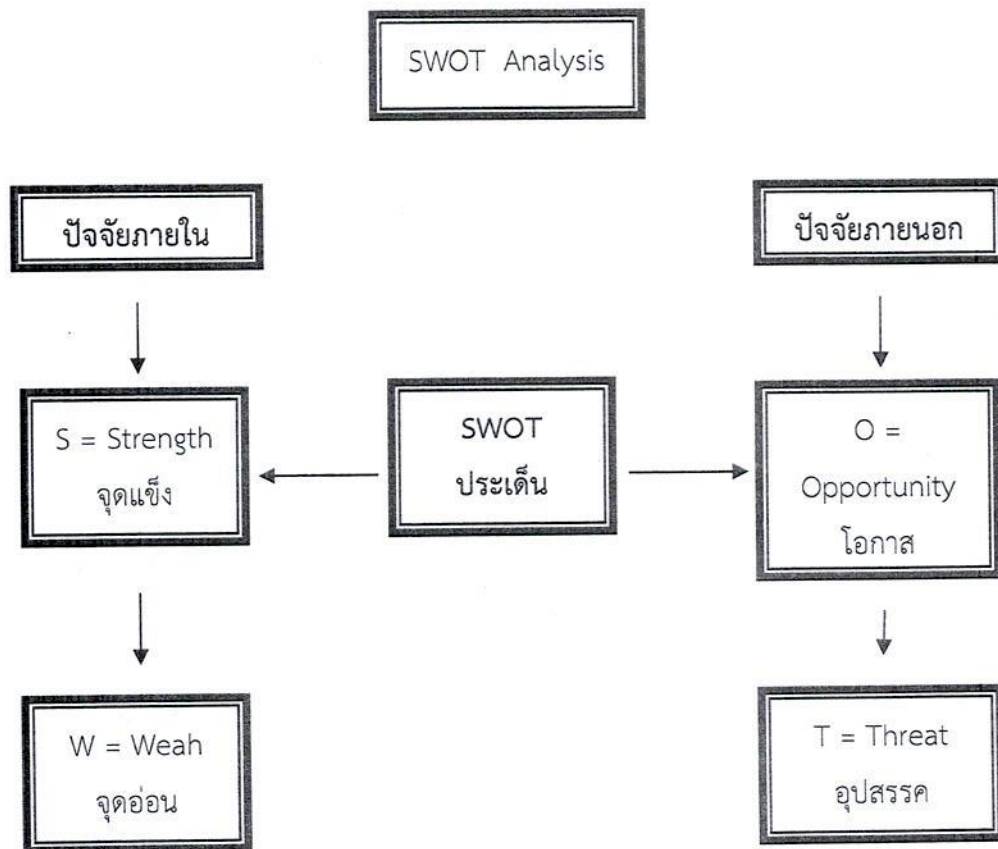 SWOT Analysis
ปัจจัยภายใน
ปัจจัยภายนอก
S = Strength
จุดแข็ง
SWOT
ประเด็น
O =
Opportunity
โอกาส
W = Weah
จุดอ่อน
T = Threat
อุปสรรค